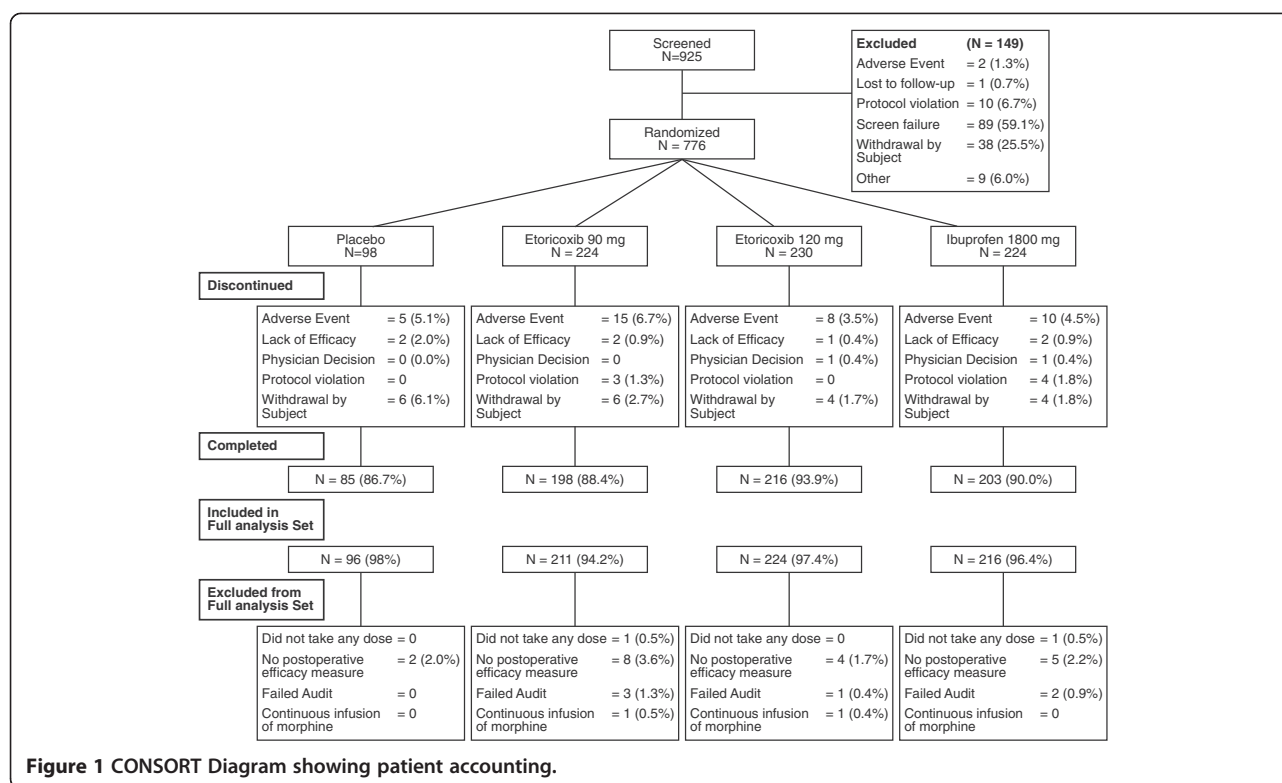 Screened
N=925
Excluded (N = 149)
Adverse Event = 2 (1.3%)
Lost to follow-up = 1 (0.7%)
Protocol violation = 10 (6.7%)
Screen failure = 89 (59.1%)
Withdrawal by = 38 (25.5%)
Subject
Other = 9 (6.0%)
Randomized
N = 776
Placebo
N=98
Etoricoxib 90 mg
N = 224
Etoricoxib 120 mg
N = 230
Ibuprofen 1800 mg
N = 224
Discontinued
Adverse Event = 5 (5.1%)
Lack of Efficacy = 2 (2.0%)
Physician Decision = 0 (0.0%)
Protocol violation = 0
Withdrawal by = 6 (6.1%)
Subject
Adverse Event = 15 (6.7%)
Lack of Efficacy = 2 (0.9%)
Physician Decision = 0
Protocol violation = 3 (1.3%)
Withdrawal by = 6 (2.7%)
Subject
Adverse Event = 8 (3.5%)
Lack of Efficacy = 1 (0.4%)
Physician Decision = 1 (0.4%)
Protocol violation = 0
Withdrawal by = 4 (1.7%)
Subject
Adverse Event = 10 (4.5%)
Lack of Efficacy = 2 (0.9%)
Physician Decision = 1 (0.4%)
Protocol violation = 4 (1.8%)
Withdrawal by = 4 (1.8%)
Subject
Completed
N = 85 (86.7%)
N = 198 (88.4%)
N = 216 (93.9%)
N = 203 (90.0%)
Included in
Full analysis Set
N = 96 (98%)
N = 211 (94.2%)
N = 224 (97.4%)
N = 216 (96.4%)
Excluded from
Full analysis Set
Did not take any dose = 0
No postoperative = 2 (2.0%)
efficacy measure
Failed Audit = 0
Continuous infusion = 0
of morphine
Did not take any dose = 1 (0.5%)
No postoperative = 8 (3.6%)
efficacy measure
Failed Audit = 3 (1.3%)
Continuous infusion = 1 (0.5%)
of morphine
Did not take any dose = 0
No postoperative = 4 (1.7%)
efficacy measure
Failed Audit = 1 (0.4%)
Continuous infusion = 1 (0.4%)
of morphine
Did not take any dose = 1 (0.5%)
No postoperative = 5 (2.2%)
efficacy measure
Failed Audit = 2 (0.9%)
Continuous infusion = 0
of morphine
Figure 1 CONSORT Diagram showing patient accounting.